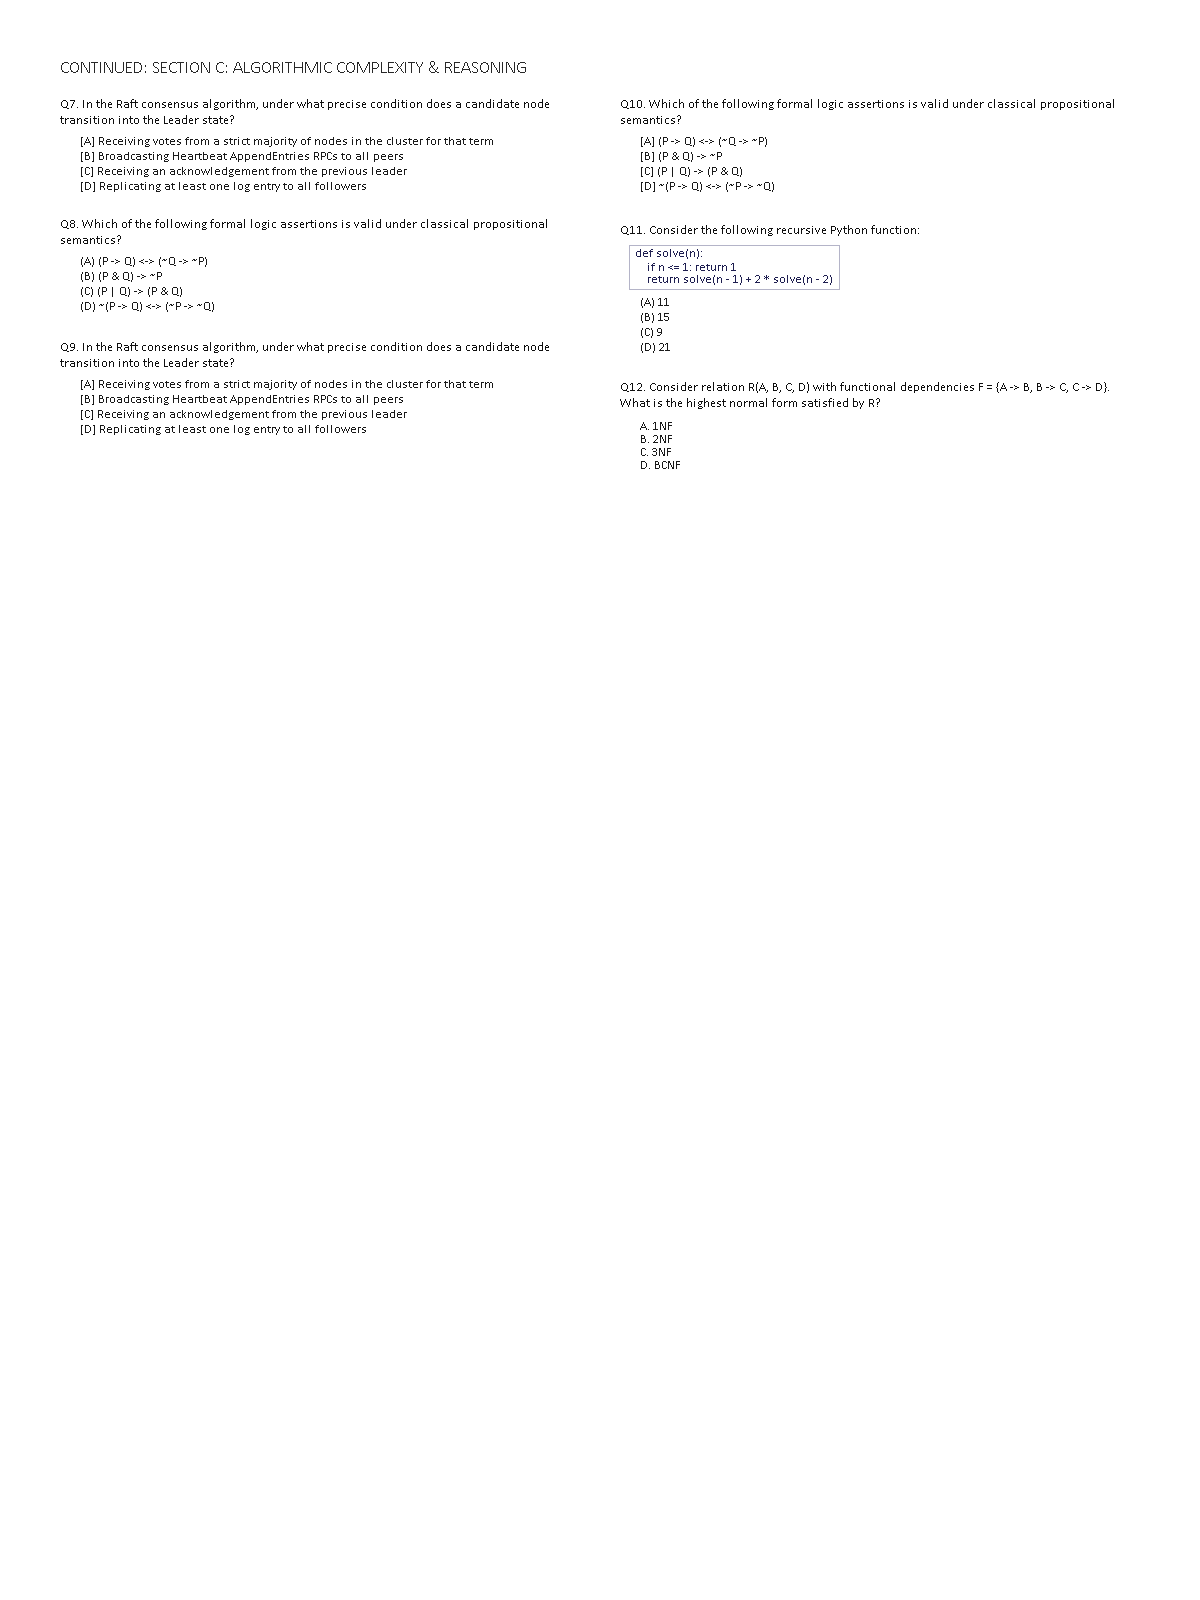 CONTINUED: SECTION C: ALGORITHMIC COMPLEXITY & REASONING
Q7. In the Raft consensus algorithm, under what precise condition does a candidate node
transition into the Leader state?
[A] Receiving votes from a strict majority of nodes in the cluster for that term
[B] Broadcasting Heartbeat AppendEntries RPCs to all peers
[C] Receiving an acknowledgement from the previous leader
[D] Replicating at least one log entry to all followers
Q8. Which of the following formal logic assertions is valid under classical propositional
semantics?
(A) (P -> Q) <-> (~Q -> ~P)
(B) (P & Q) -> ~P
(C) (P | Q) -> (P & Q)
(D) ~(P -> Q) <-> (~P -> ~Q)
Q9. In the Raft consensus algorithm, under what precise condition does a candidate node
transition into the Leader state?
[A] Receiving votes from a strict majority of nodes in the cluster for that term
[B] Broadcasting Heartbeat AppendEntries RPCs to all peers
[C] Receiving an acknowledgement from the previous leader
[D] Replicating at least one log entry to all followers
Q10. Which of the following formal logic assertions is valid under classical propositional
semantics?
[A] (P -> Q) <-> (~Q -> ~P)
[B] (P & Q) -> ~P
[C] (P | Q) -> (P & Q)
[D] ~(P -> Q) <-> (~P -> ~Q)
Q11. Consider the following recursive Python function:
def solve(n):
if n <= 1: return 1
return solve(n - 1) + 2 * solve(n - 2)
(A) 11
(B) 15
(C) 9
(D) 21
Q12. Consider relation R(A, B, C, D) with functional dependencies F = {A -> B, B -> C, C -> D}.
What is the highest normal form satisfied by R?
A. 1NF
B. 2NF
C. 3NF
D. BCNF